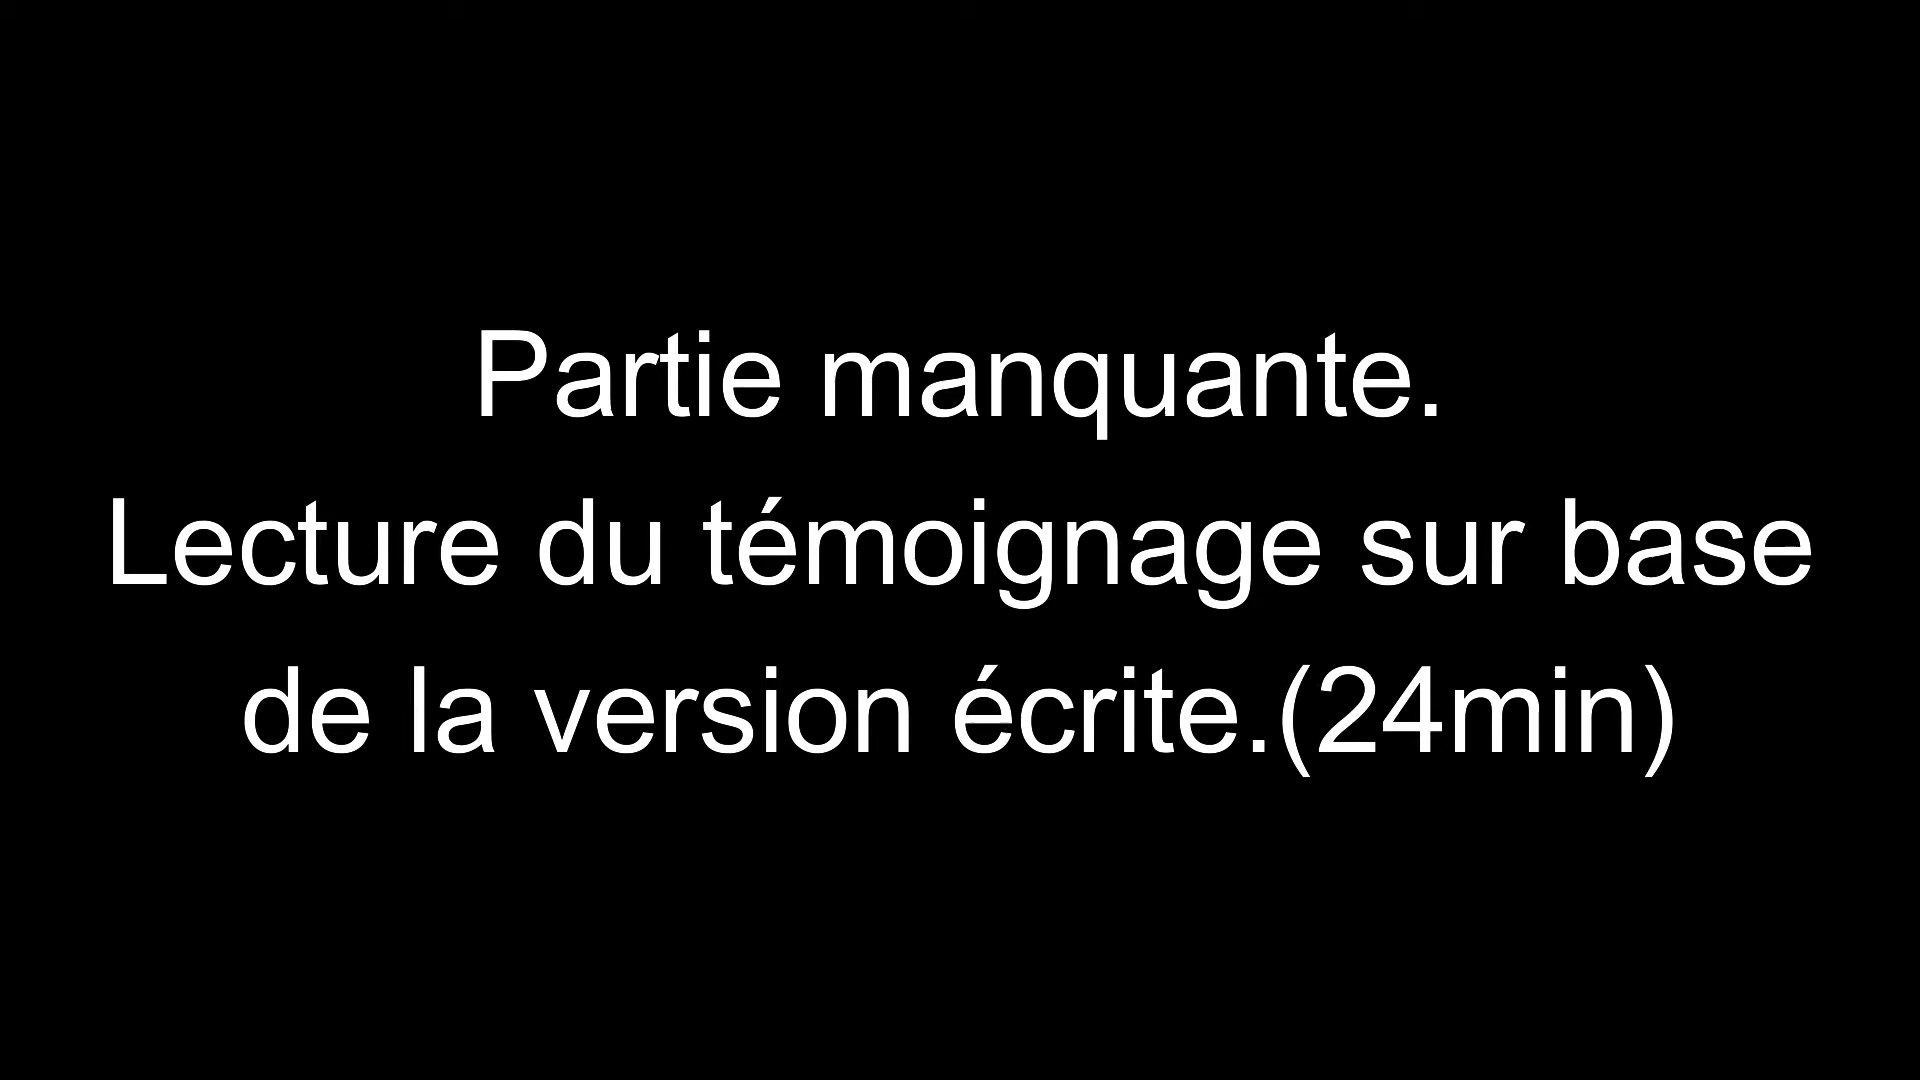 Partie manquante.
Lecture du témoignage sur base
de la version écrite.(24min)